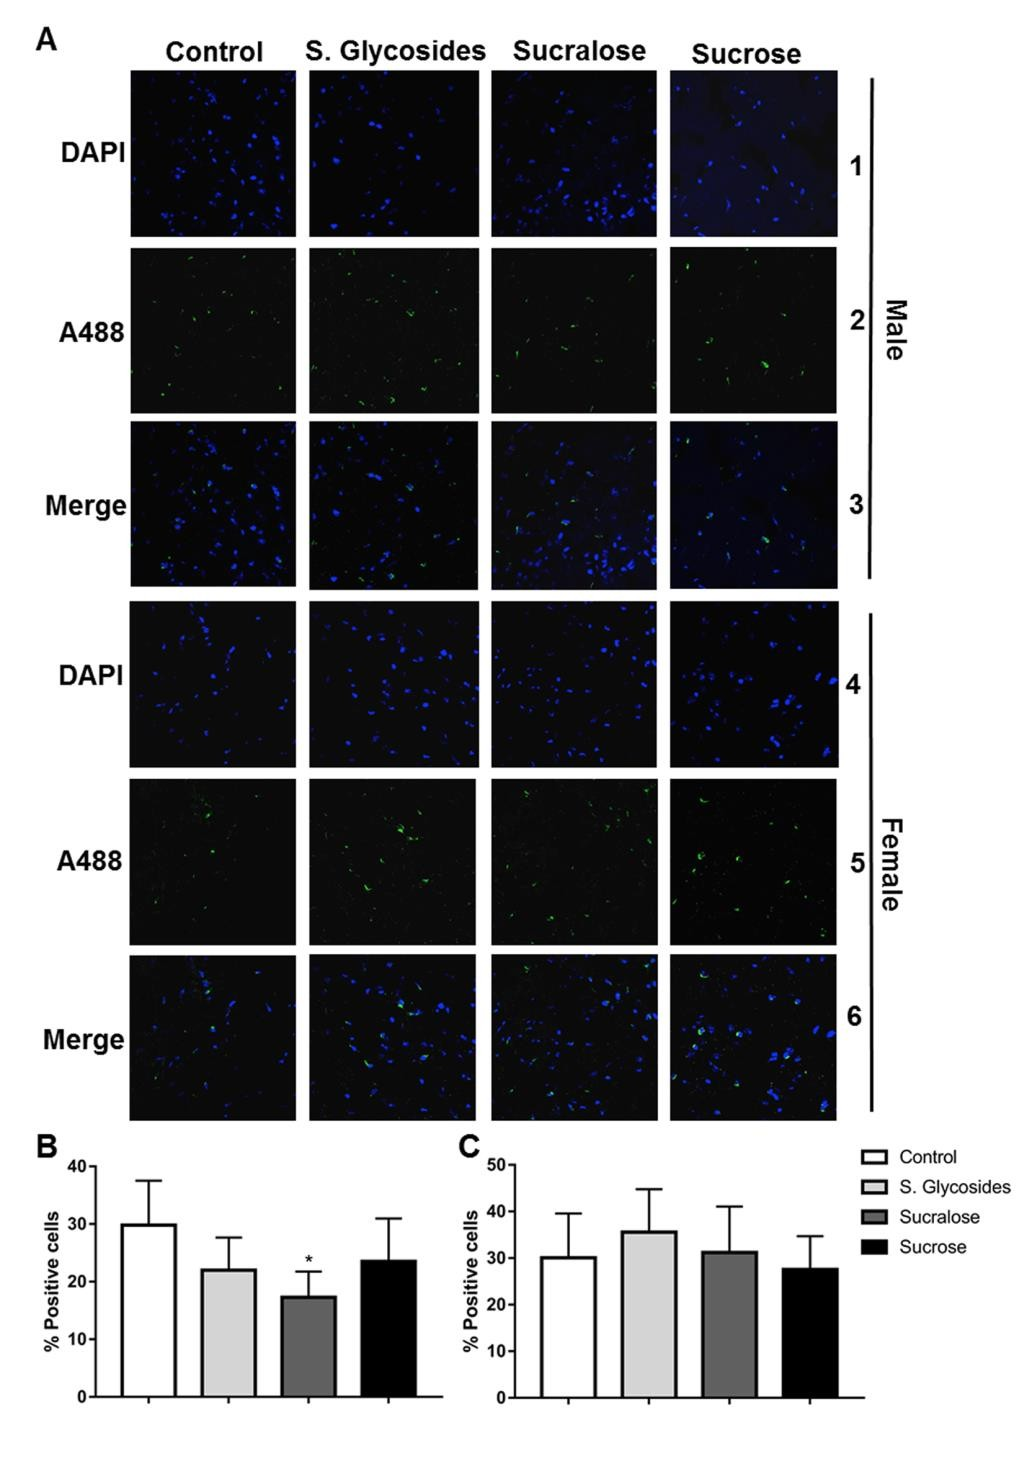 A
Control S. Glycosides Sucralose Sucrose
DAPI 1
A488 2
Male
Merge 3
DAPI 4
A488 5
Female
Merge 6
B
% Positive cells
40
30
20
10
0
*
C
% Positive cells
50
40
30
20
10
0
Control
S. Glycosides
Sucralose
Sucrose